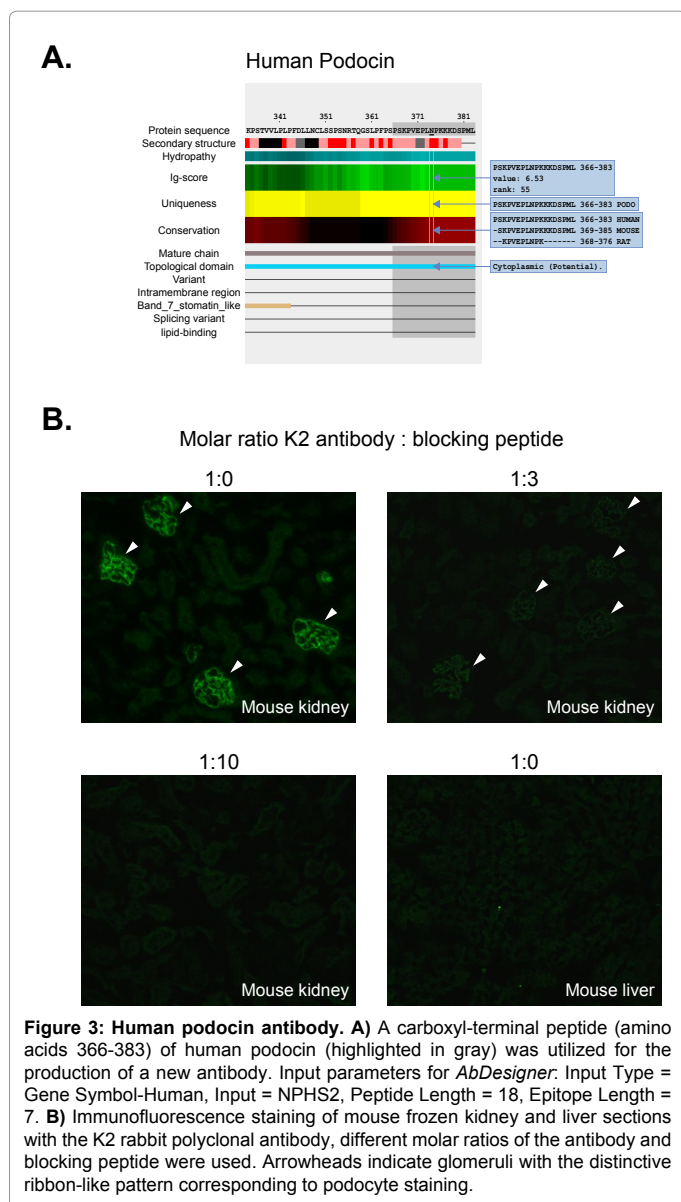 A.
Human Podocin
341 351 361 371 381
Protein sequence KPSTVVLPLPFDLLNCLSSPSNRTQGSLPFPSPSKPVEPLNPKKKDSPML
Secondary structure
Hydropathy
Ig-score
PSKPVEPLNPKKKDSPML 366-383
value: 6.53
rank: 55
Uniqueness
PSKPVEPLNPKKKDSPML 366-383 PODO
Conservation
PSKPVEPLNPKKKDSPML 366-383 HUMAN
-SKPVEPLNPKKKDSPML 369-385 MOUSE
--KPVEPLNPK------- 368-376 RAT
Mature chain
Topological domain
Cytoplasmic (Potential).
Variant
Intramembrane region
Band_7_stomatin_like
Splicing variant
lipid-binding
B.
Molar ratio K2 antibody : blocking peptide
1:0
Mouse kidney
1:3
Mouse kidney
1:10
Mouse kidney
1:0
Mouse liver
Figure 3: Human podocin antibody. A) A carboxyl-terminal peptide (amino
acids 366-383) of human podocin (highlighted in gray) was utilized for the
production of a new antibody. Input parameters for AbDesigner: Input Type =
Gene Symbol-Human, Input = NPHS2, Peptide Length = 18, Epitope Length =
7. B) Immunofluorescence staining of mouse frozen kidney and liver sections
with the K2 rabbit polyclonal antibody, different molar ratios of the antibody and
blocking peptide were used. Arrowheads indicate glomeruli with the distinctive
ribbon-like pattern corresponding to podocyte staining.